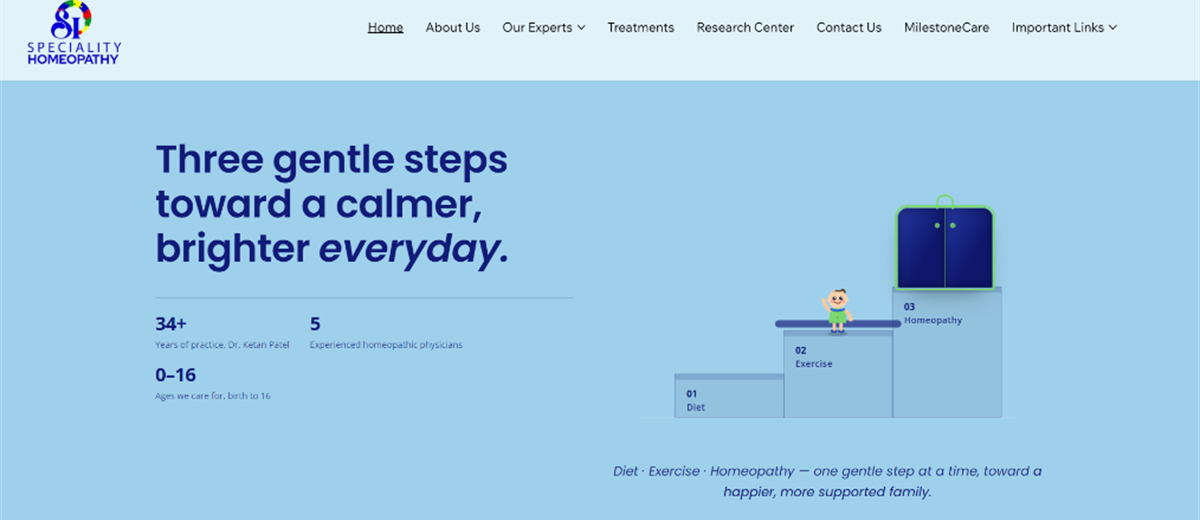 SI
SPECIALITY
HOMEOPATHY
Home About Us Our Experts Treatments Research Center Contact Us MilestoneCare Important Links
Three gentle steps
toward a calmer,
brighter everyday.
34+
Years of practice, Dr. Ketan Patel
5
Experienced homeopathic physicians
0–16
Ages we care for, birth to 16
01
Diet
02
Exercise
03
Homeopathy
Diet · Exercise · Homeopathy — one gentle step at a time, toward a
happier, more supported family.